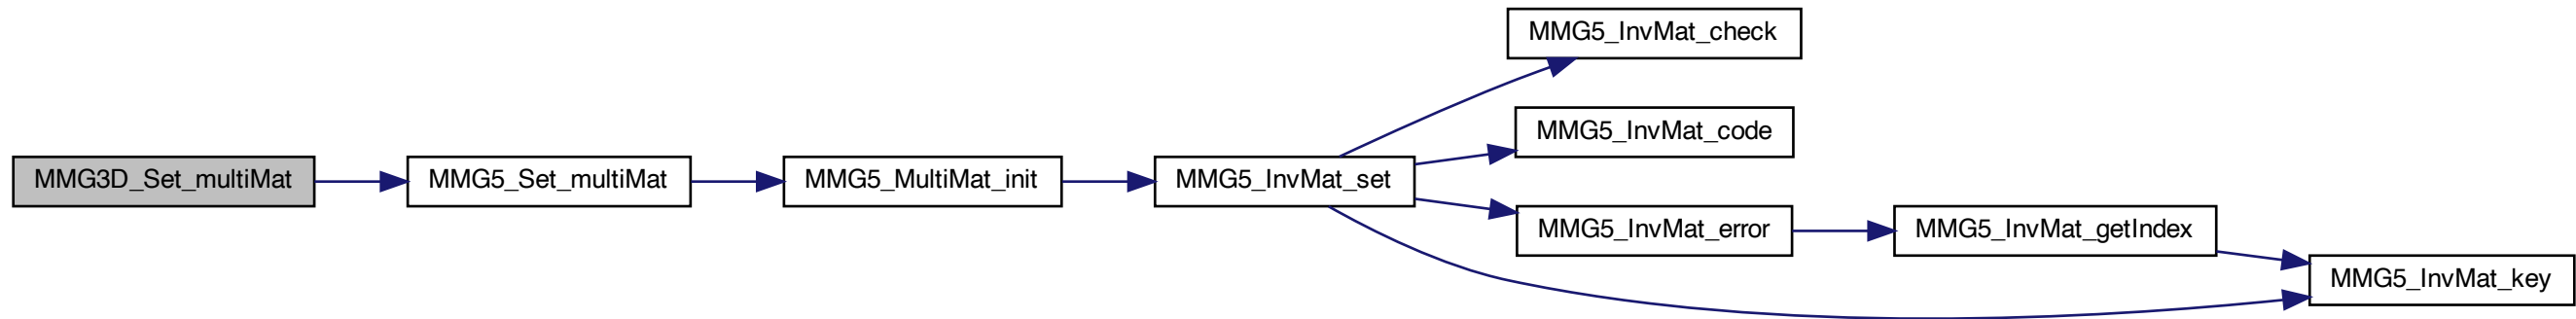 MMG3D_Set_multiMat
MMG5_Set_multiMat
MMG5_MultiMat_init
MMG5_InvMat_set
MMG5_InvMat_check
MMG5_InvMat_code
MMG5_InvMat_error
MMG5_InvMat_getIndex
MMG5_InvMat_key